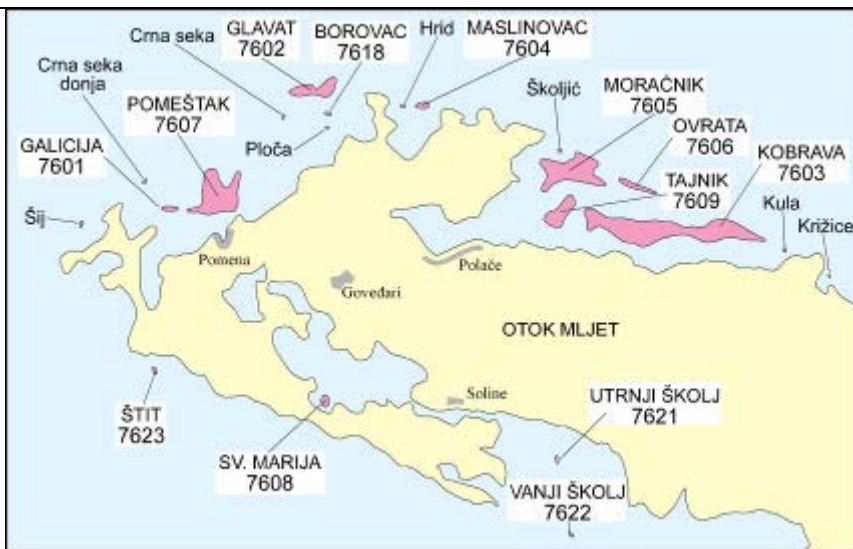 Crna seka
GLAVAT
7602
BOROVAC
7618
Hrid
MASLINOVAC
7604
Crna seka
donja
POMEŠTAK
7607
Školjić
MORAČNIK
7605
GALICIJA
7601
Ploča
OVRATA
7606
KOBRAVA
7603
TAJNIK
7609
Šij
Kula
Križice
Pomena
Polače
Goveđari
OTOK MLJET
ŠTIT
7623
Soline
UTRNJI ŠKOLJ
7621
SV. MARIJA
7608
VANJI ŠKOLJ
7622